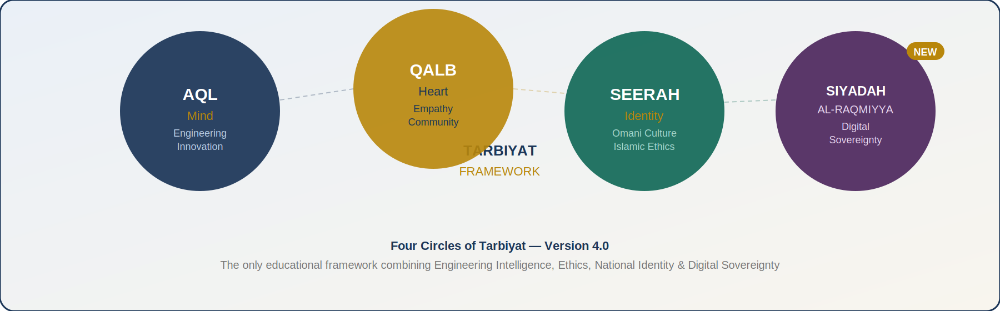 AQL
Mind
Engineering
Innovation
QALB
Heart
Empathy
Community
TARBIYAT
FRAMEWORK
SEERAH
Identity
Omani Culture
Islamic Ethics
NEW
SIYADAH
AL-RAQMIYYA
Digital
Sovereignty
Four Circles of Tarbiyat — Version 4.0
The only educational framework combining Engineering Intelligence, Ethics, National Identity & Digital Sovereignty